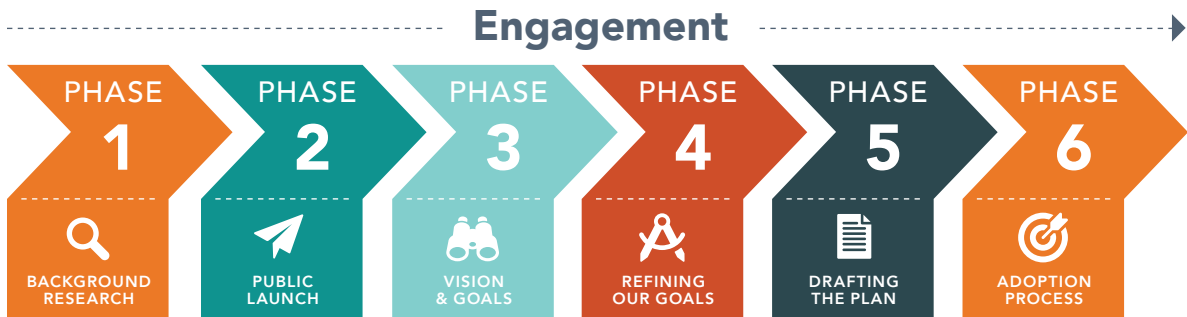 Engagement
PHASE
1
BACKGROUND
RESEARCH
PHASE
2
PUBLIC
LAUNCH
PHASE
3
VISION
& GOALS
PHASE
4
REFINING
OUR GOALS
PHASE
5
DRAFTING
THE PLAN
PHASE
6
ADOPTION
PROCESS